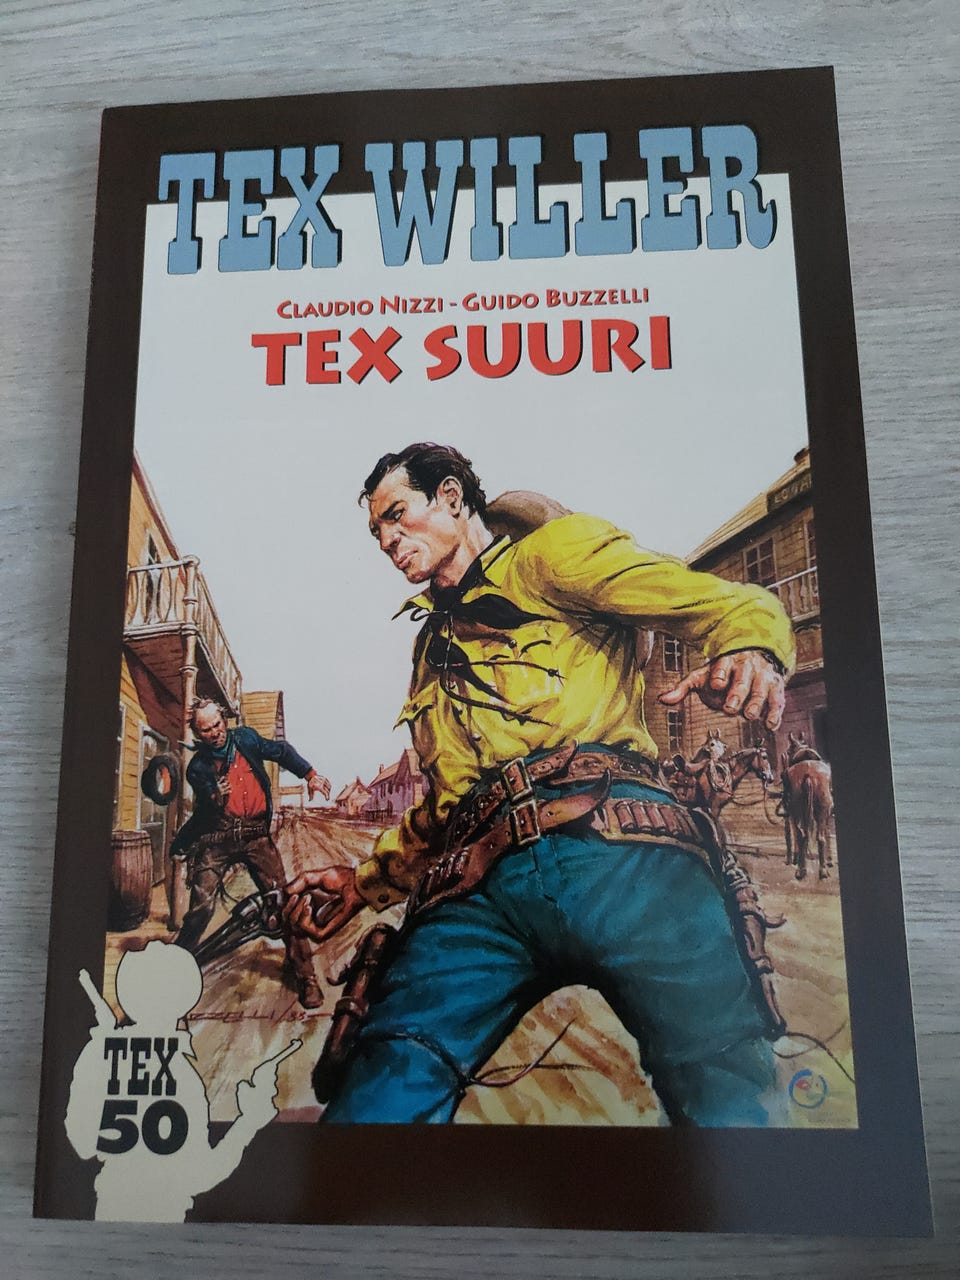 TEX WILLER
CLAUDIO NIZZI - GUIDO BUZZELLI
TEX SUURI
TEX
50